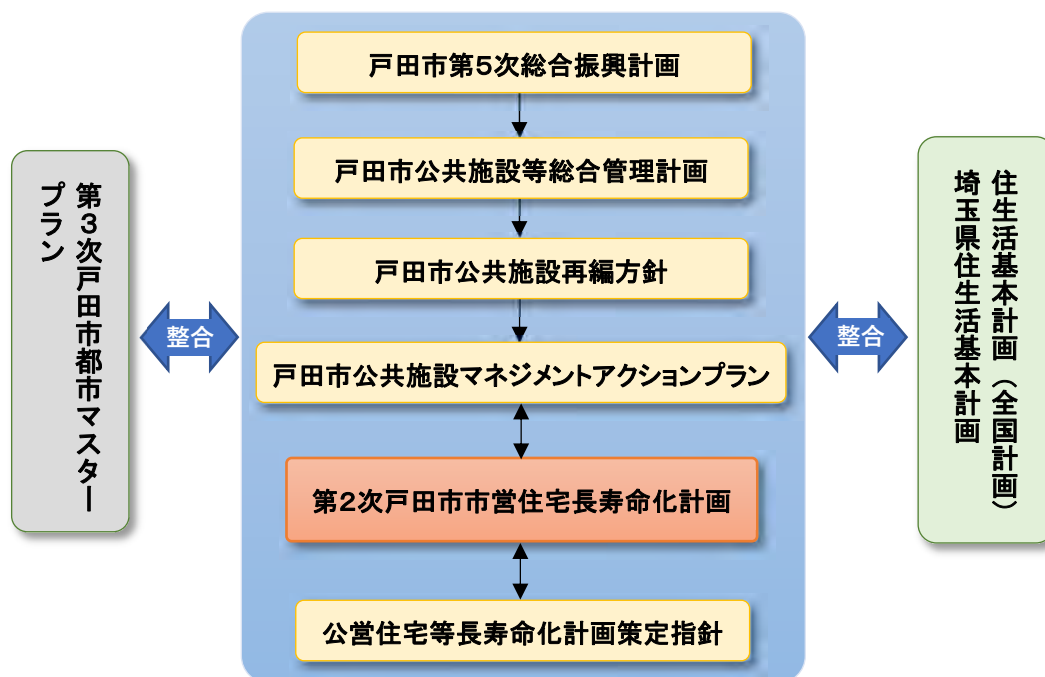 戸田市第5次総合振興計画
戸田市公共施設等総合管理計画
戸田市公共施設再編方針
戸田市公共施設マネジメントアクションプラン
第2次戸田市市営住宅長寿命化計画
公営住宅等長寿命化計画策定指針
第3次戸田市都市マスター
プラン
整合
整合
住生活基本計画（全国計画）
埼玉県住生活基本計画